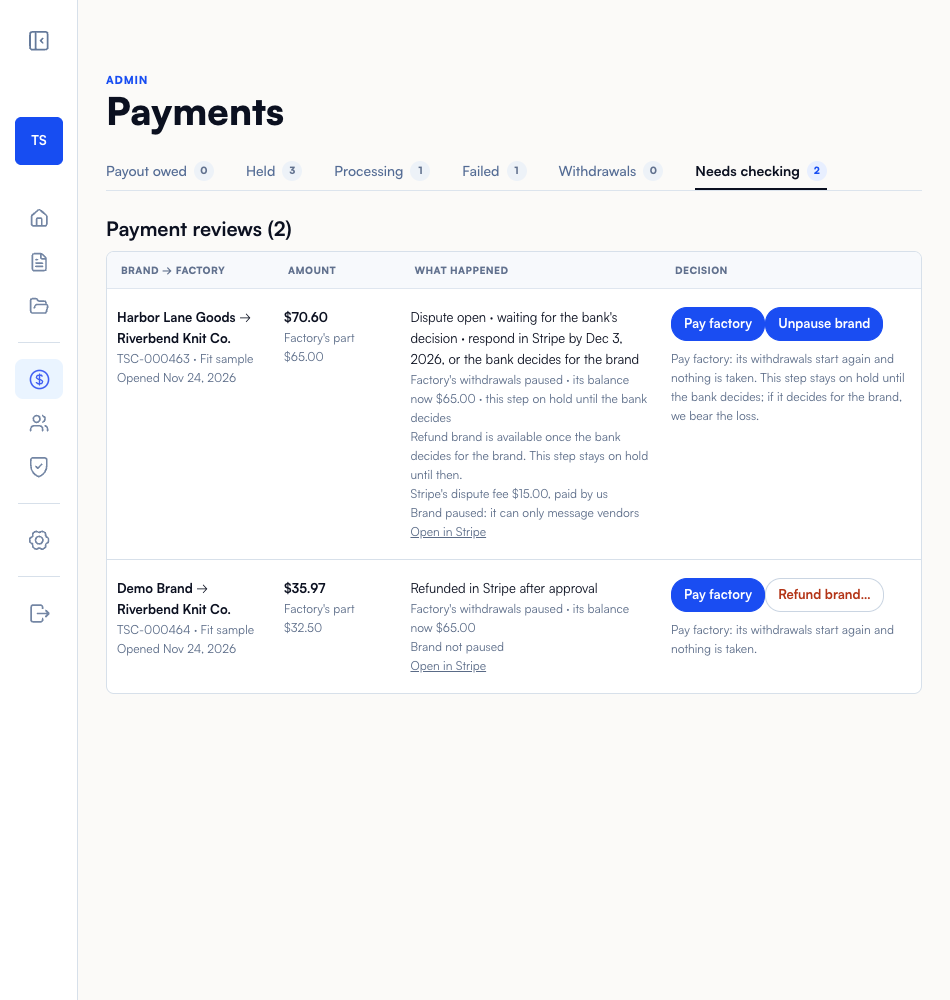 TS
ADMIN
Payments
Payout owed 0 Held 3 Processing 1 Failed 1 Withdrawals 0 Needs checking 2
Payment reviews (2)
BRAND → FACTORY AMOUNT WHAT HAPPENED DECISION
Harbor Lane Goods →
Riverbend Knit Co.
TSC-000463 · Fit sample
Opened Nov 24, 2026
$70.60
Factory's part
$65.00
Dispute open · waiting for the bank's
decision · respond in Stripe by Dec 3,
2026, or the bank decides for the brand
Factory's withdrawals paused · its balance
now $65.00 · this step on hold until the bank
decides
Refund brand is available once the bank
decides for the brand. This step stays on hold
until then.
Stripe's dispute fee $15.00, paid by us
Brand paused: it can only message vendors
Open in Stripe
Pay factory Unpause brand
Pay factory: its withdrawals start again and
nothing is taken. This step stays on hold until
the bank decides; if it decides for the brand,
we bear the loss.
Demo Brand →
Riverbend Knit Co.
TSC-000464 · Fit sample
Opened Nov 24, 2026
$35.97
Factory's part
$32.50
Refunded in Stripe after approval
Factory's withdrawals paused · its balance
now $65.00
Brand not paused
Open in Stripe
Pay factory Refund brand...
Pay factory: its withdrawals start again and
nothing is taken.